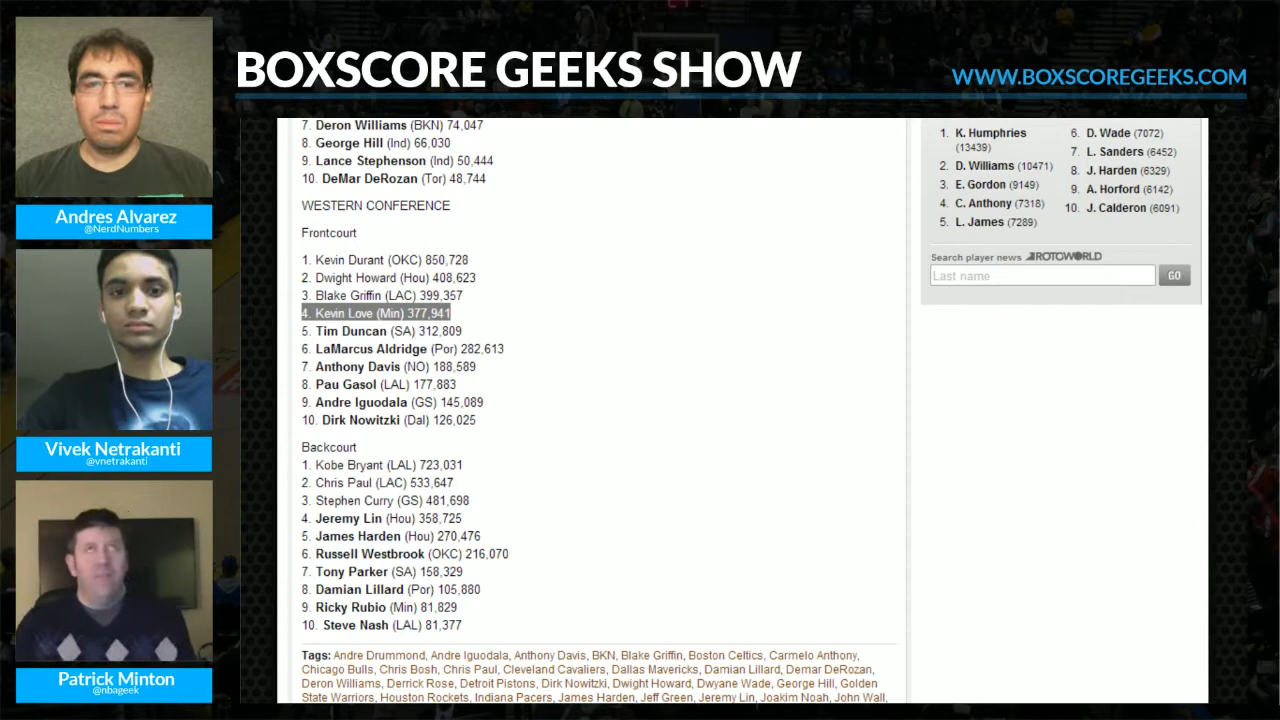 BOXSCORE GEEKS SHOW
WWW.BOXSCOREGEEKS.COM
Andres Alvarez
@NerdNumbers
Vivek Netrakanti
@vnetrakanti
Patrick Minton
@nbageek
7. Deron Williams (BKN) 74,047
8. George Hill (Ind) 66,030
9. Lance Stephenson (Ind) 50,444
10. DeMar DeRozan (Tor) 48,744
WESTERN CONFERENCE
Frontcourt
1. Kevin Durant (OKC) 850,728
2. Dwight Howard (Hou) 408,623
3. Blake Griffin (LAC) 399,357
4. Kevin Love (Min) 377,941
5. Tim Duncan (SA) 312,809
6. LaMarcus Aldridge (Por) 282,613
7. Anthony Davis (NO) 188,589
8. Pau Gasol (LAL) 177,883
9. Andre Iguodala (GS) 145,089
10. Dirk Nowitzki (Dal) 126,025
Backcourt
1. Kobe Bryant (LAL) 723,031
2. Chris Paul (LAC) 533,647
3. Stephen Curry (GS) 481,698
4. Jeremy Lin (Hou) 358,725
5. James Harden (Hou) 270,476
6. Russell Westbrook (OKC) 216,070
7. Tony Parker (SA) 158,329
8. Damian Lillard (Por) 105,880
9. Ricky Rubio (Min) 81,829
10. Steve Nash (LAL) 81,377
Tags: Andre Drummond, Andre Iguodala, Anthony Davis, BKN, Blake Griffin, Boston Celtics, Carmelo Anthony,
Chicago Bulls, Chris Bosh, Chris Paul, Cleveland Cavaliers, Dallas Mavericks, Damian Lillard, Demar DeRozan,
Deron Williams, Derrick Rose, Detroit Pistons, Dirk Nowitzki, Dwight Howard, Dwyane Wade, George Hill, Golden
State Warriors, Houston Rockets, Indiana Pacers, James Harden, Jeff Green, Jeremy Lin, Joakim Noah, John Wall,
1. K. Humphries
(13439)
2. D. Williams (10471)
3. E. Gordon (9149)
4. C. Anthony (7318)
5. L. James (7289)
6. D. Wade (7072)
7. L. Sanders (6452)
8. J. Harden (6329)
9. A. Horford (6142)
10. J. Calderon (6091)
Search player news ROTOWORLD
Last name
GO